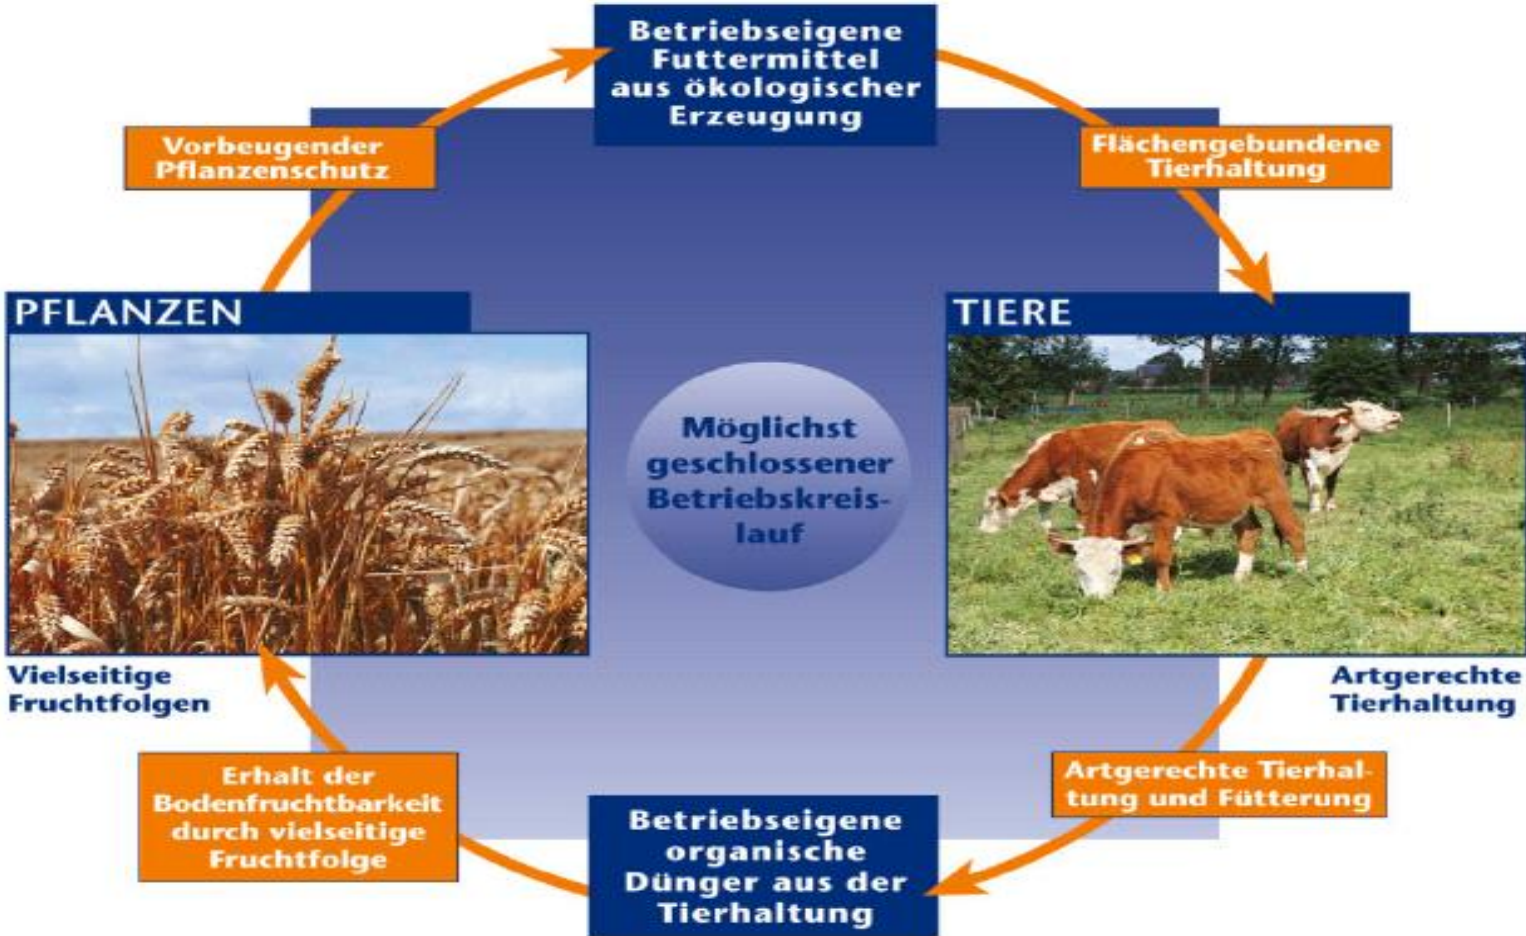 Betriebseigene
Futtermittel
aus ökologischer
Erzeugung
Vorbeugender
Pflanzenschutz
Flächengebundene
Tierhaltung
PFLANZEN
TIERE
Möglichst
geschlossener
Betriebskreis-
lauf
Vielseitige
Fruchtfolgen
Artgerechte
Tierhaltung
Erhalt der
Bodenfruchtbarkeit
durch vielseitige
Fruchtfolge
Artgerechte Tierhal-
tung und Fütterung
Betriebseigene
organische
Dünger aus der
Tierhaltung